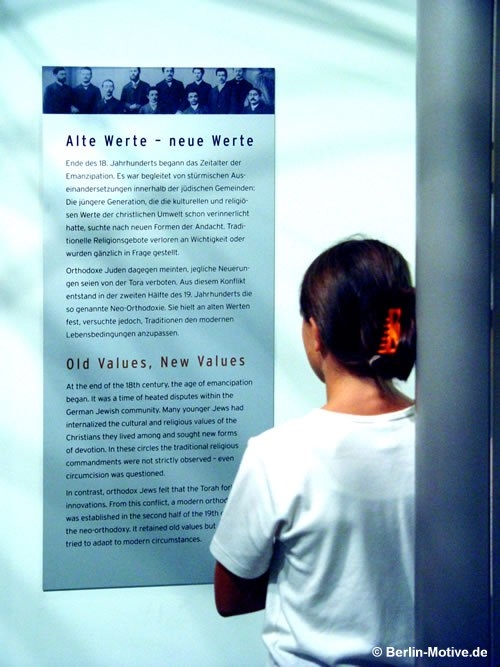 Alte Werte – neue Werte
Ende des 18. Jahrhunderts begann das Zeitalter der
Emanzipation. Es war begleitet von stürmischen Aus-
einandersetzungen innerhalb der jüdischen Gemeinden:
Die jüngere Generation, die die kulturellen und religiö-
sen Werte der christlichen Umwelt schon verinnerlicht
hatte, suchte nach neuen Formen der Andacht. Tradi-
tionelle Religionsgebote verloren an Wichtigkeit oder
wurden gänzlich in Frage gestellt.
Orthodoxe Juden dagegen meinten, jegliche Neuerun-
gen seien von der Tora verboten. Aus diesem Konflikt
entstand in der zweiten Hälfte des 19. Jahrhunderts die
so genannte Neo-Orthodoxie. Sie hielt an alten Werten
fest, versuchte jedoch, Traditionen den modernen
Lebensbedingungen anzupassen.
Old Values, New Values
At the end of the 18th century, the age of emancipation
began. It was a time of heated disputes within the
German Jewish community. Many younger Jews had
internalized the cultural and religious values of the
Christians they lived among and sought new forms
of devotion. In these circles the traditional religious
commandments were not strictly observed – even
circumcision was questioned.
In contrast, orthodox Jews felt that the Torah
innovations. From this conflict, a modern
was established in the second half of the 19th
the neo-orthodoxy. It retained old values but
tried to adapt to modern circumstances.
© Berlin-Motive.de